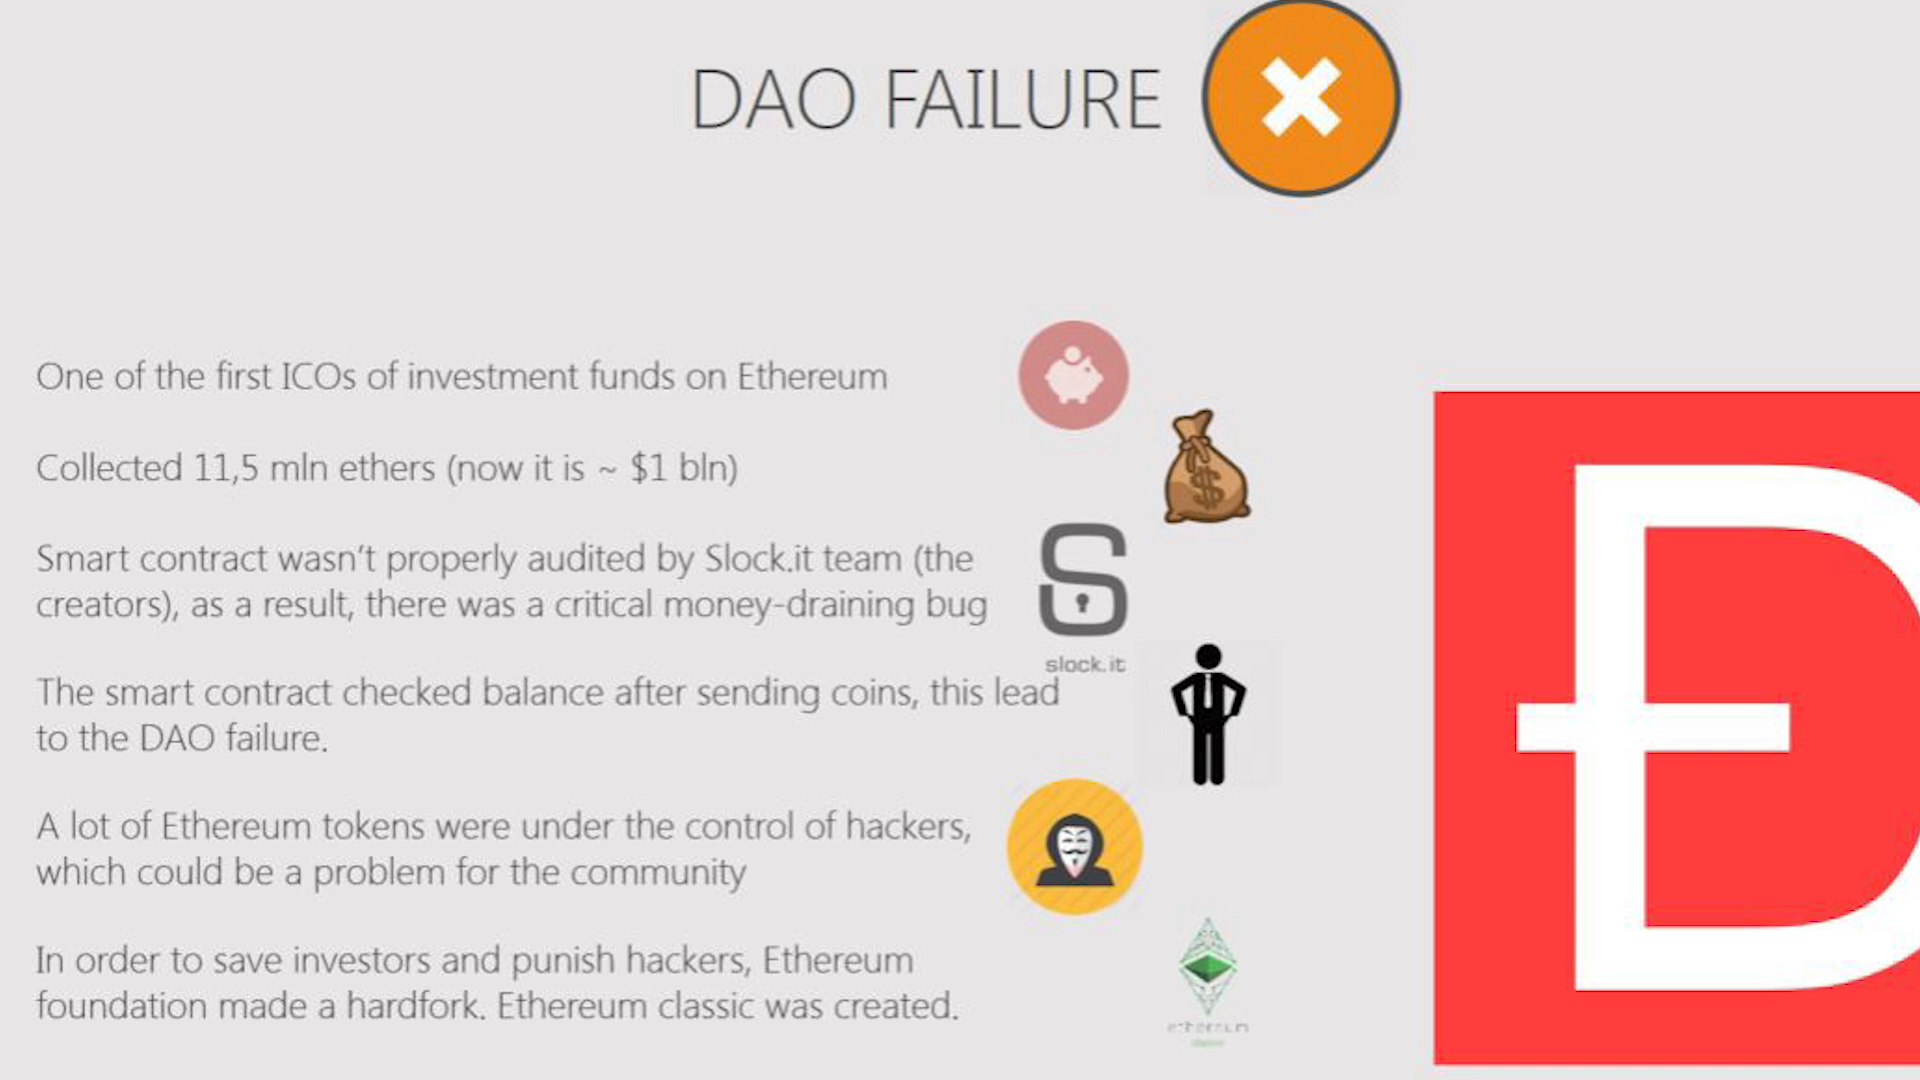 DAO FAILURE
One of the first ICOs of investment funds on Ethereum
Collected 11,5 mln ethers (now it is ~ $1 bln)
Smart contract wasn't properly audited by Slock.it team (the
creators), as a result, there was a critical money-draining bug
slock.it
The smart contract checked balance after sending coins, this lead
to the DAO failure.
A lot of Ethereum tokens were under the control of hackers,
which could be a problem for the community
In order to save investors and punish hackers, Ethereum
foundation made a hardfork. Ethereum classic was created.
ethereum
classic